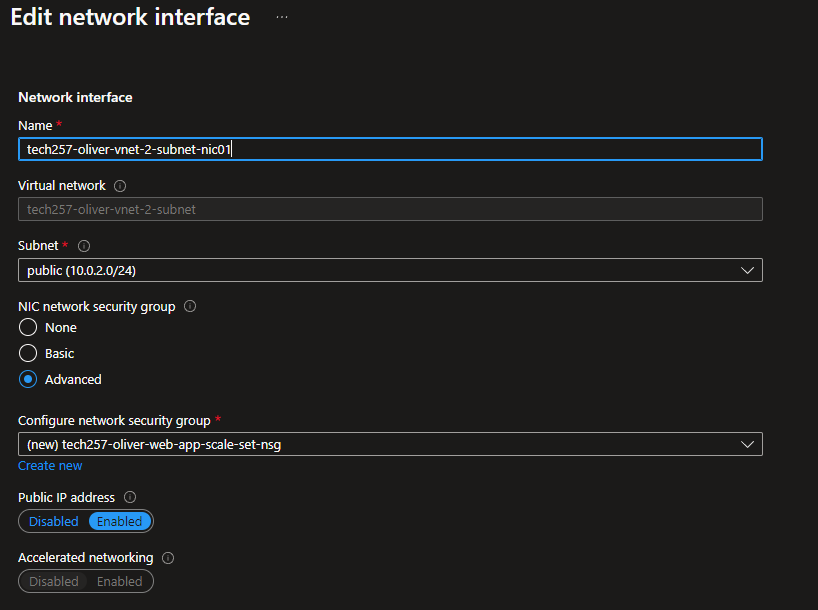 Edit network interface ...
Network interface
Name *
tech257-oliver-vnet-2-subnet-nic01
Virtual network
tech257-oliver-vnet-2-subnet
Subnet *
public (10.0.2.0/24)
NIC network security group
None
Basic
Advanced
Configure network security group *
(new) tech257-oliver-web-app-scale-set-nsg
Create new
Public IP address
Disabled Enabled
Accelerated networking
Disabled Enabled